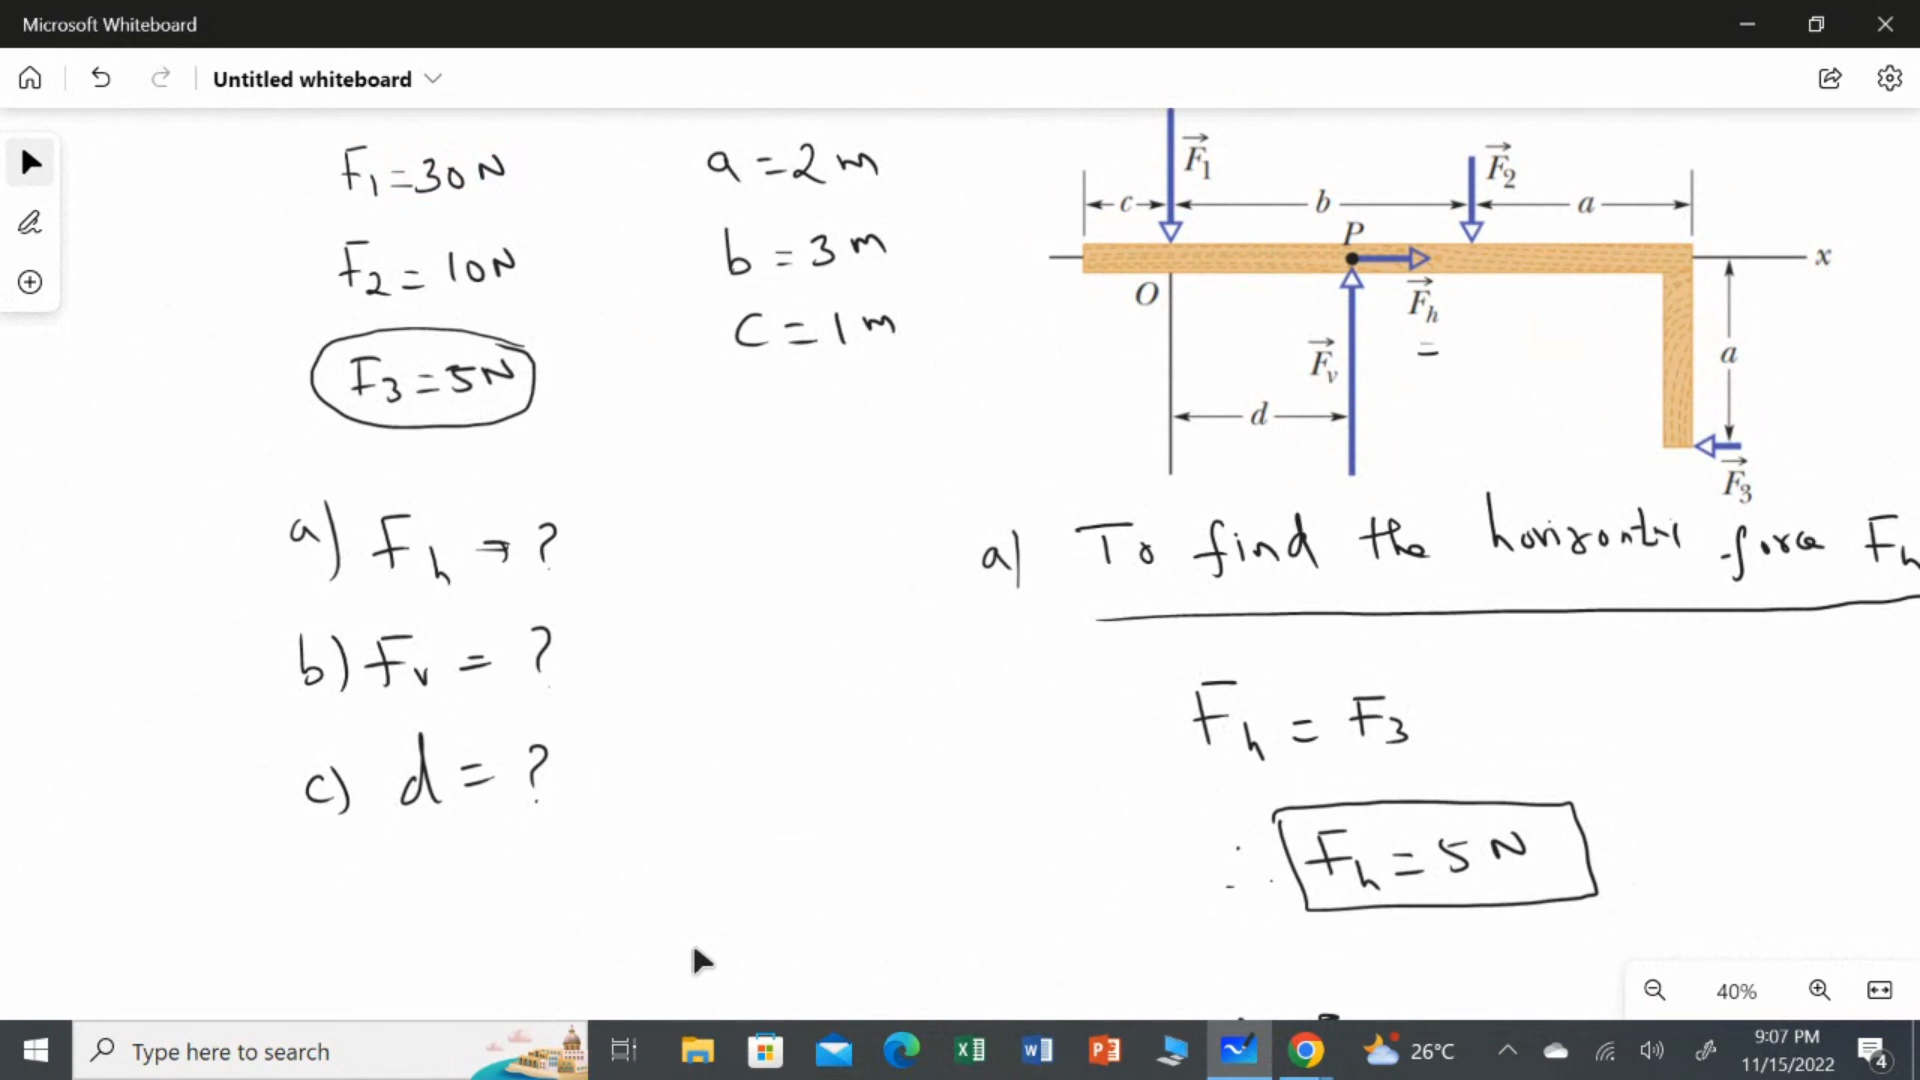 Microsoft Whiteboard
Untitled whiteboard
F₁ = 30 N
a = 2 m
F₂ = 10 N
b = 3 m
F₃ = 5 N
c = 1 m
F₁
F₂
c
b
a
P
x
O
Fh
=
Fv
a
d
F₃
a) Fh = ?
b) Fv = ?
c) d = ?
a) To find the horizontal force Fh
Fh = F₃
∴ Fh = 5 N
40%
Type here to search
26°C
9:07 PM
11/15/2022
4